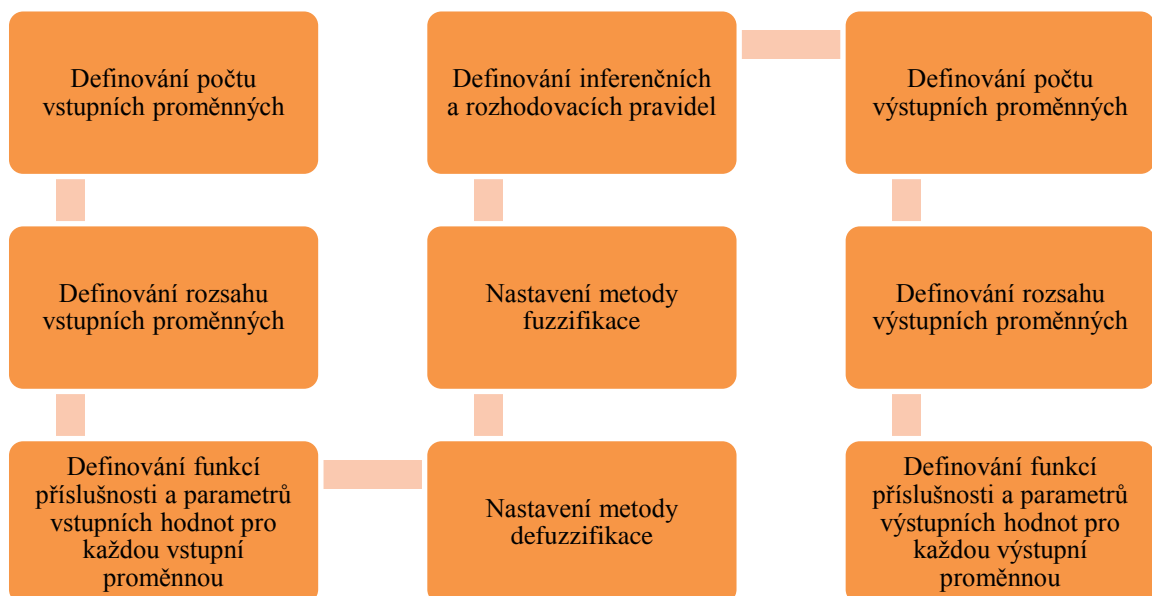 Definování počtu
vstupních proměnných
Definování rozsahu
vstupních proměnných
Definování funkcí
příslušnosti a parametrů
vstupních hodnot pro
každou vstupní
proměnnou
Nastavení metody
defuzzifikace
Nastavení metody
fuzzifikace
Definování inferenčních
a rozhodovacích pravidel
Definování počtu
výstupních proměnných
Definování rozsahu
výstupních proměnných
Definování funkcí
příslušnosti a parametrů
výstupních hodnot pro
každou výstupní
proměnnou